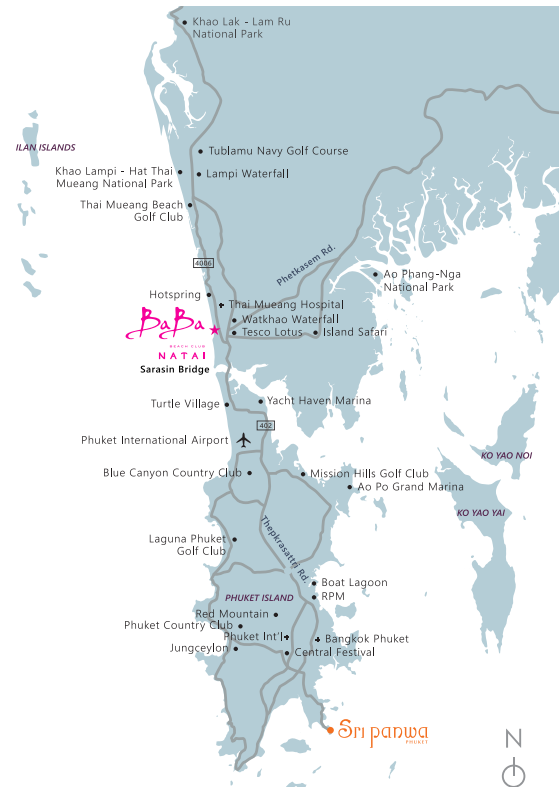 Khao Lak - Lam Ru
National Park
ILAN ISLANDS
Tublamu Navy Golf Course
Khao Lampi - Hat Thai
Mueang National Park
Lampi Waterfall
Thai Mueang Beach
Golf Club
Phetkasem Rd.
4006
Ao Phang-Nga
National Park
Hotspring
Thai Mueang Hospital
BaBa
BEACH CLUB
NATAI
Watkhao Waterfall
Tesco Lotus
Island Safari
Sarasin Bridge
Turtle Village
Yacht Haven Marina
402
Phuket International Airport
KO YAO NOI
Blue Canyon Country Club
Mission Hills Golf Club
Ao Po Grand Marina
KO YAO YAI
Thepkrasattri Rd.
Laguna Phuket
Golf Club
Boat Lagoon
RPM
PHUKET ISLAND
Red Mountain
Phuket Country Club
Phuket Int'l
Bangkok Phuket
Jungceylon
Central Festival
Sri panwa
PHUKET
N